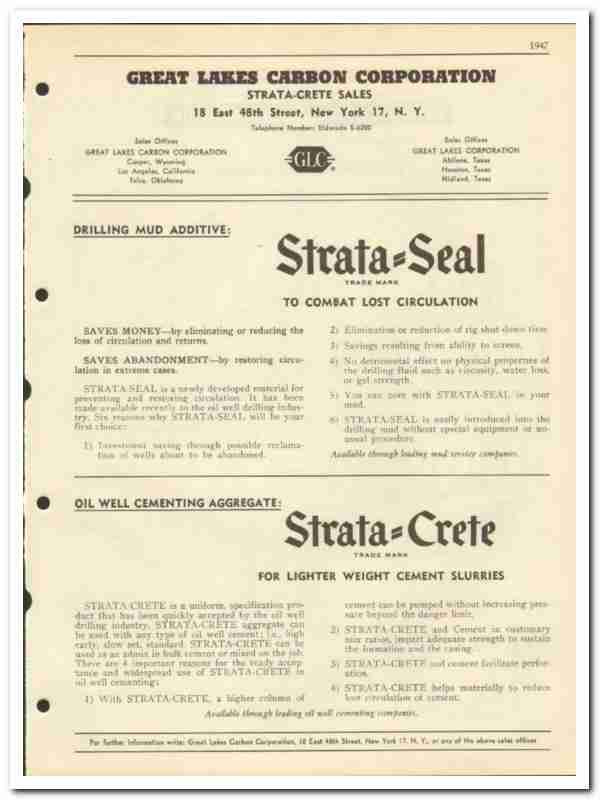 1947
GREAT LAKES CARBON CORPORATION
STRATA-CRETE SALES
18 East 48th Street, New York 17, N. Y.
Telephone Number: Eldorado 5-6200
Sales Offices
GREAT LAKES CARBON CORPORATION
Casper, Wyoming
Los Angeles, California
Tulsa, Oklahoma
GLC
®
Sales Offices
GREAT LAKES CORPORATION
Abilene, Texas
Houston, Texas
Midland, Texas
DRILLING MUD ADDITIVE:
Strata-Seal
TRADE MARK
TO COMBAT LOST CIRCULATION
SAVES MONEY—by eliminating or reducing the
loss of circulation and returns.
SAVES ABANDONMENT—by restoring circu-
lation in extreme cases.
STRATA-SEAL is a newly developed material for
preventing and restoring circulation. It has been
made available recently to the oil well drilling indus-
try. Six reasons why STRATA-SEAL will be your
first choice:
1) Investment saving through possible reclama-
tion of wells about to be abandoned.
2) Elimination or reduction of rig shut-down time.
3) Savings resulting from ability to screen.
4) No detrimental effect on physical properties of
the drilling fluid such as viscosity, water loss,
or gel strength.
5) You can core with STRATA-SEAL in your
mud.
6) STRATA-SEAL is easily introduced into the
drilling mud without special equipment or un-
usual procedure.
Available through leading mud service companies.
OIL WELL CEMENTING AGGREGATE:
Strata-Crete
TRADE MARK
FOR LIGHTER WEIGHT CEMENT SLURRIES
STRATA-CRETE is a uniform, specification pro-
duct that has been quickly accepted by the oil well
drilling industry. STRATA-CRETE aggregate can
be used with any type of oil well cement; i.e., high
early, slow set, standard. STRATA-CRETE can be
used as an admix in bulk cement or mixed on the job.
There are 4 important reasons for the ready accep-
tance and widespread use of STRATA-CRETE in
oil well cementing:
1) With STRATA-CRETE, a higher column of
cement can be pumped without increasing pres-
sure beyond the danger limit.
2) STRATA-CRETE and Cement in customary
mix ratios, impart adequate strength to sustain
the formation and the casing.
3) STRATA-CRETE and cement facilitate perfor-
ation.
4) STRATA-CRETE helps materially to reduce
lost circulation of cement.
Available through leading oil well cementing companies.
For further information write: Great Lakes Carbon Corporation, 18 East 48th Street, New York 17, N. Y., or any of the above sales offices